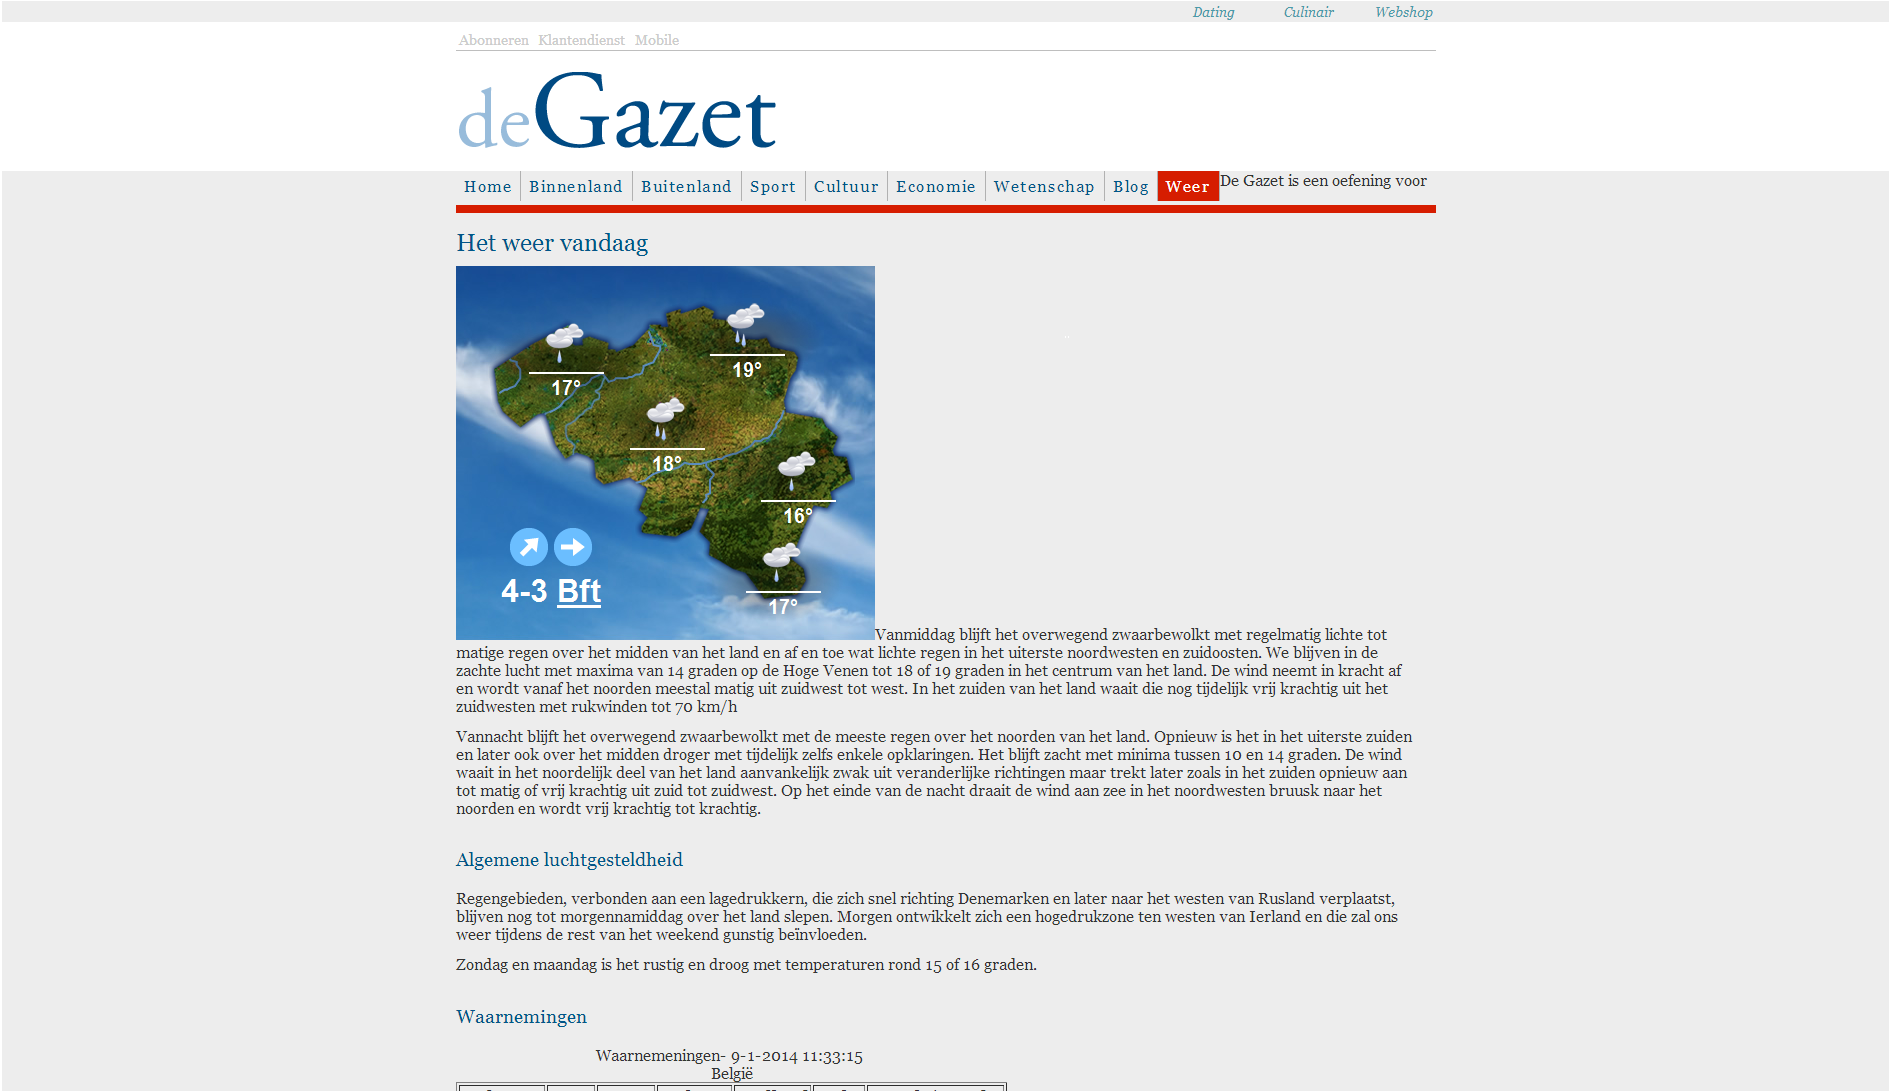 Dating Culinair Webshop
Abonneren Klantendienst Mobile
deGazet
Home Binnenland Buitenland Sport Cultuur Economie Wetenschap Blog Weer De Gazet is een oefening voor
Het weer vandaag
17°
19°
18°
16°
17°
4-3 Bft
Vanmiddag blijft het overwegend zwaarbewolkt met regelmatig lichte tot
matige regen over het midden van het land en af en toe wat lichte regen in het uiterste noordwesten en zuidoosten. We blijven in de
zachte lucht met maxima van 14 graden op de Hoge Venen tot 18 of 19 graden in het centrum van het land. De wind neemt in kracht af
en wordt vanaf het noorden meestal matig uit zuidwest tot west. In het zuiden van het land waait die nog tijdelijk vrij krachtig uit het
zuidwesten met rukwinden tot 70 km/h
Vannacht blijft het overwegend zwaarbewolkt met de meeste regen over het noorden van het land. Opnieuw is het in het uiterste zuiden
en later ook over het midden droger met tijdelijk zelfs enkele opklaringen. Het blijft zacht met minima tussen 10 en 14 graden. De wind
waait in het noordelijk deel van het land aanvankelijk zwak uit veranderlijke richtingen maar trekt later zoals in het zuiden opnieuw aan
tot matig of vrij krachtig uit zuid tot zuidwest. Op het einde van de nacht draait de wind aan zee in het noordwesten bruusk naar het
noorden en wordt vrij krachtig tot krachtig.
Algemene luchtgesteldheid
Regengebieden, verbonden aan een lagedrukkern, die zich snel richting Denemarken en later naar het westen van Rusland verplaatst,
blijven nog tot morgennamiddag over het land slepen. Morgen ontwikkelt zich een hogedrukzone ten westen van Ierland en die zal ons
weer tijdens de rest van het weekend gunstig beïnvloeden.
Zondag en maandag is het rustig en droog met temperaturen rond 15 of 16 graden.
Waarnemingen
Waarnemeningen- 9-1-2014 11:33:15
België